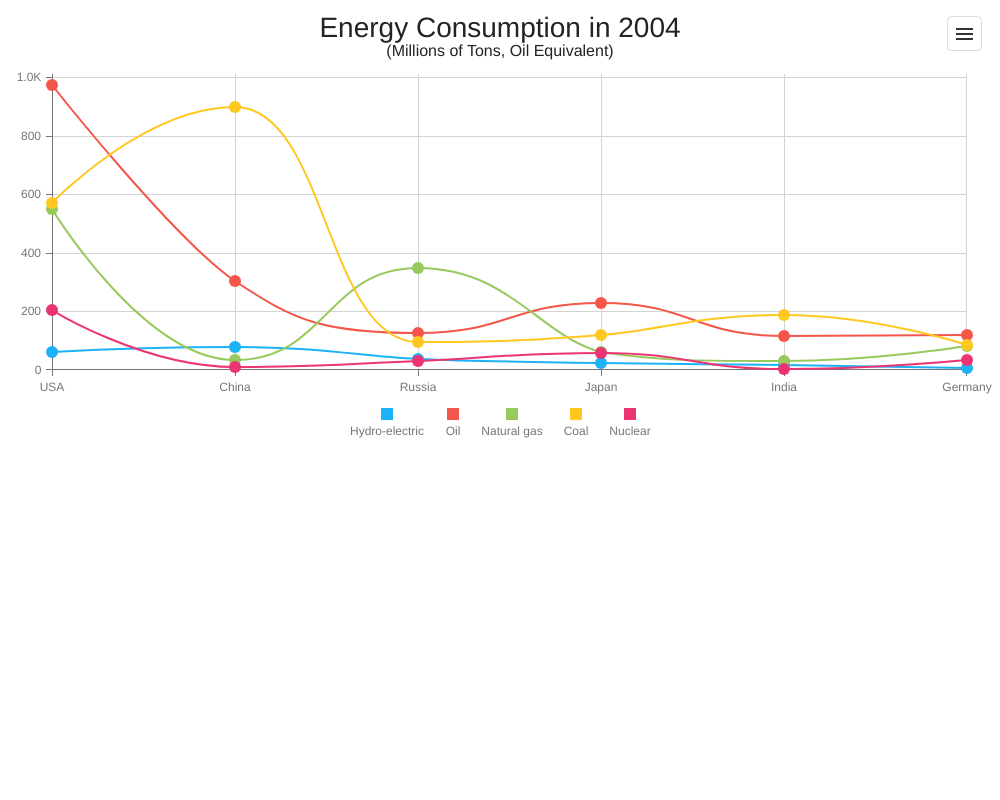 Energy Consumption in 2004
(Millions of Tons, Oil Equivalent)
1.0K
800
600
400
200
0
USA China Russia Japan India Germany
Hydro-electric Oil Natural gas Coal Nuclear